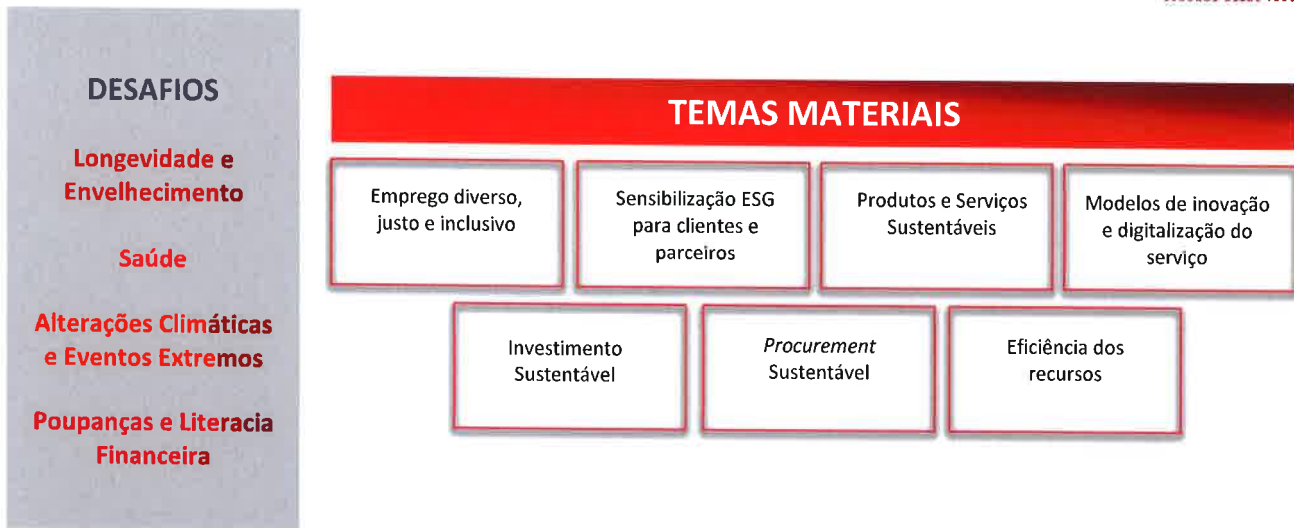 DESAFIOS
Longevidade e
Envelhecimento
Saúde
Alterações Climáticas
e Eventos Extremos
Poupanças e Literacia
Financeira
TEMAS MATERIAIS
Emprego diverso,
justo e inclusivo
Sensibilização ESG
para clientes e
parceiros
Produtos e Serviços
Sustentáveis
Modelos de inovação
e digitalização do
serviço
Investimento
Sustentável
Procurement
Sustentável
Eficiência dos
recursos